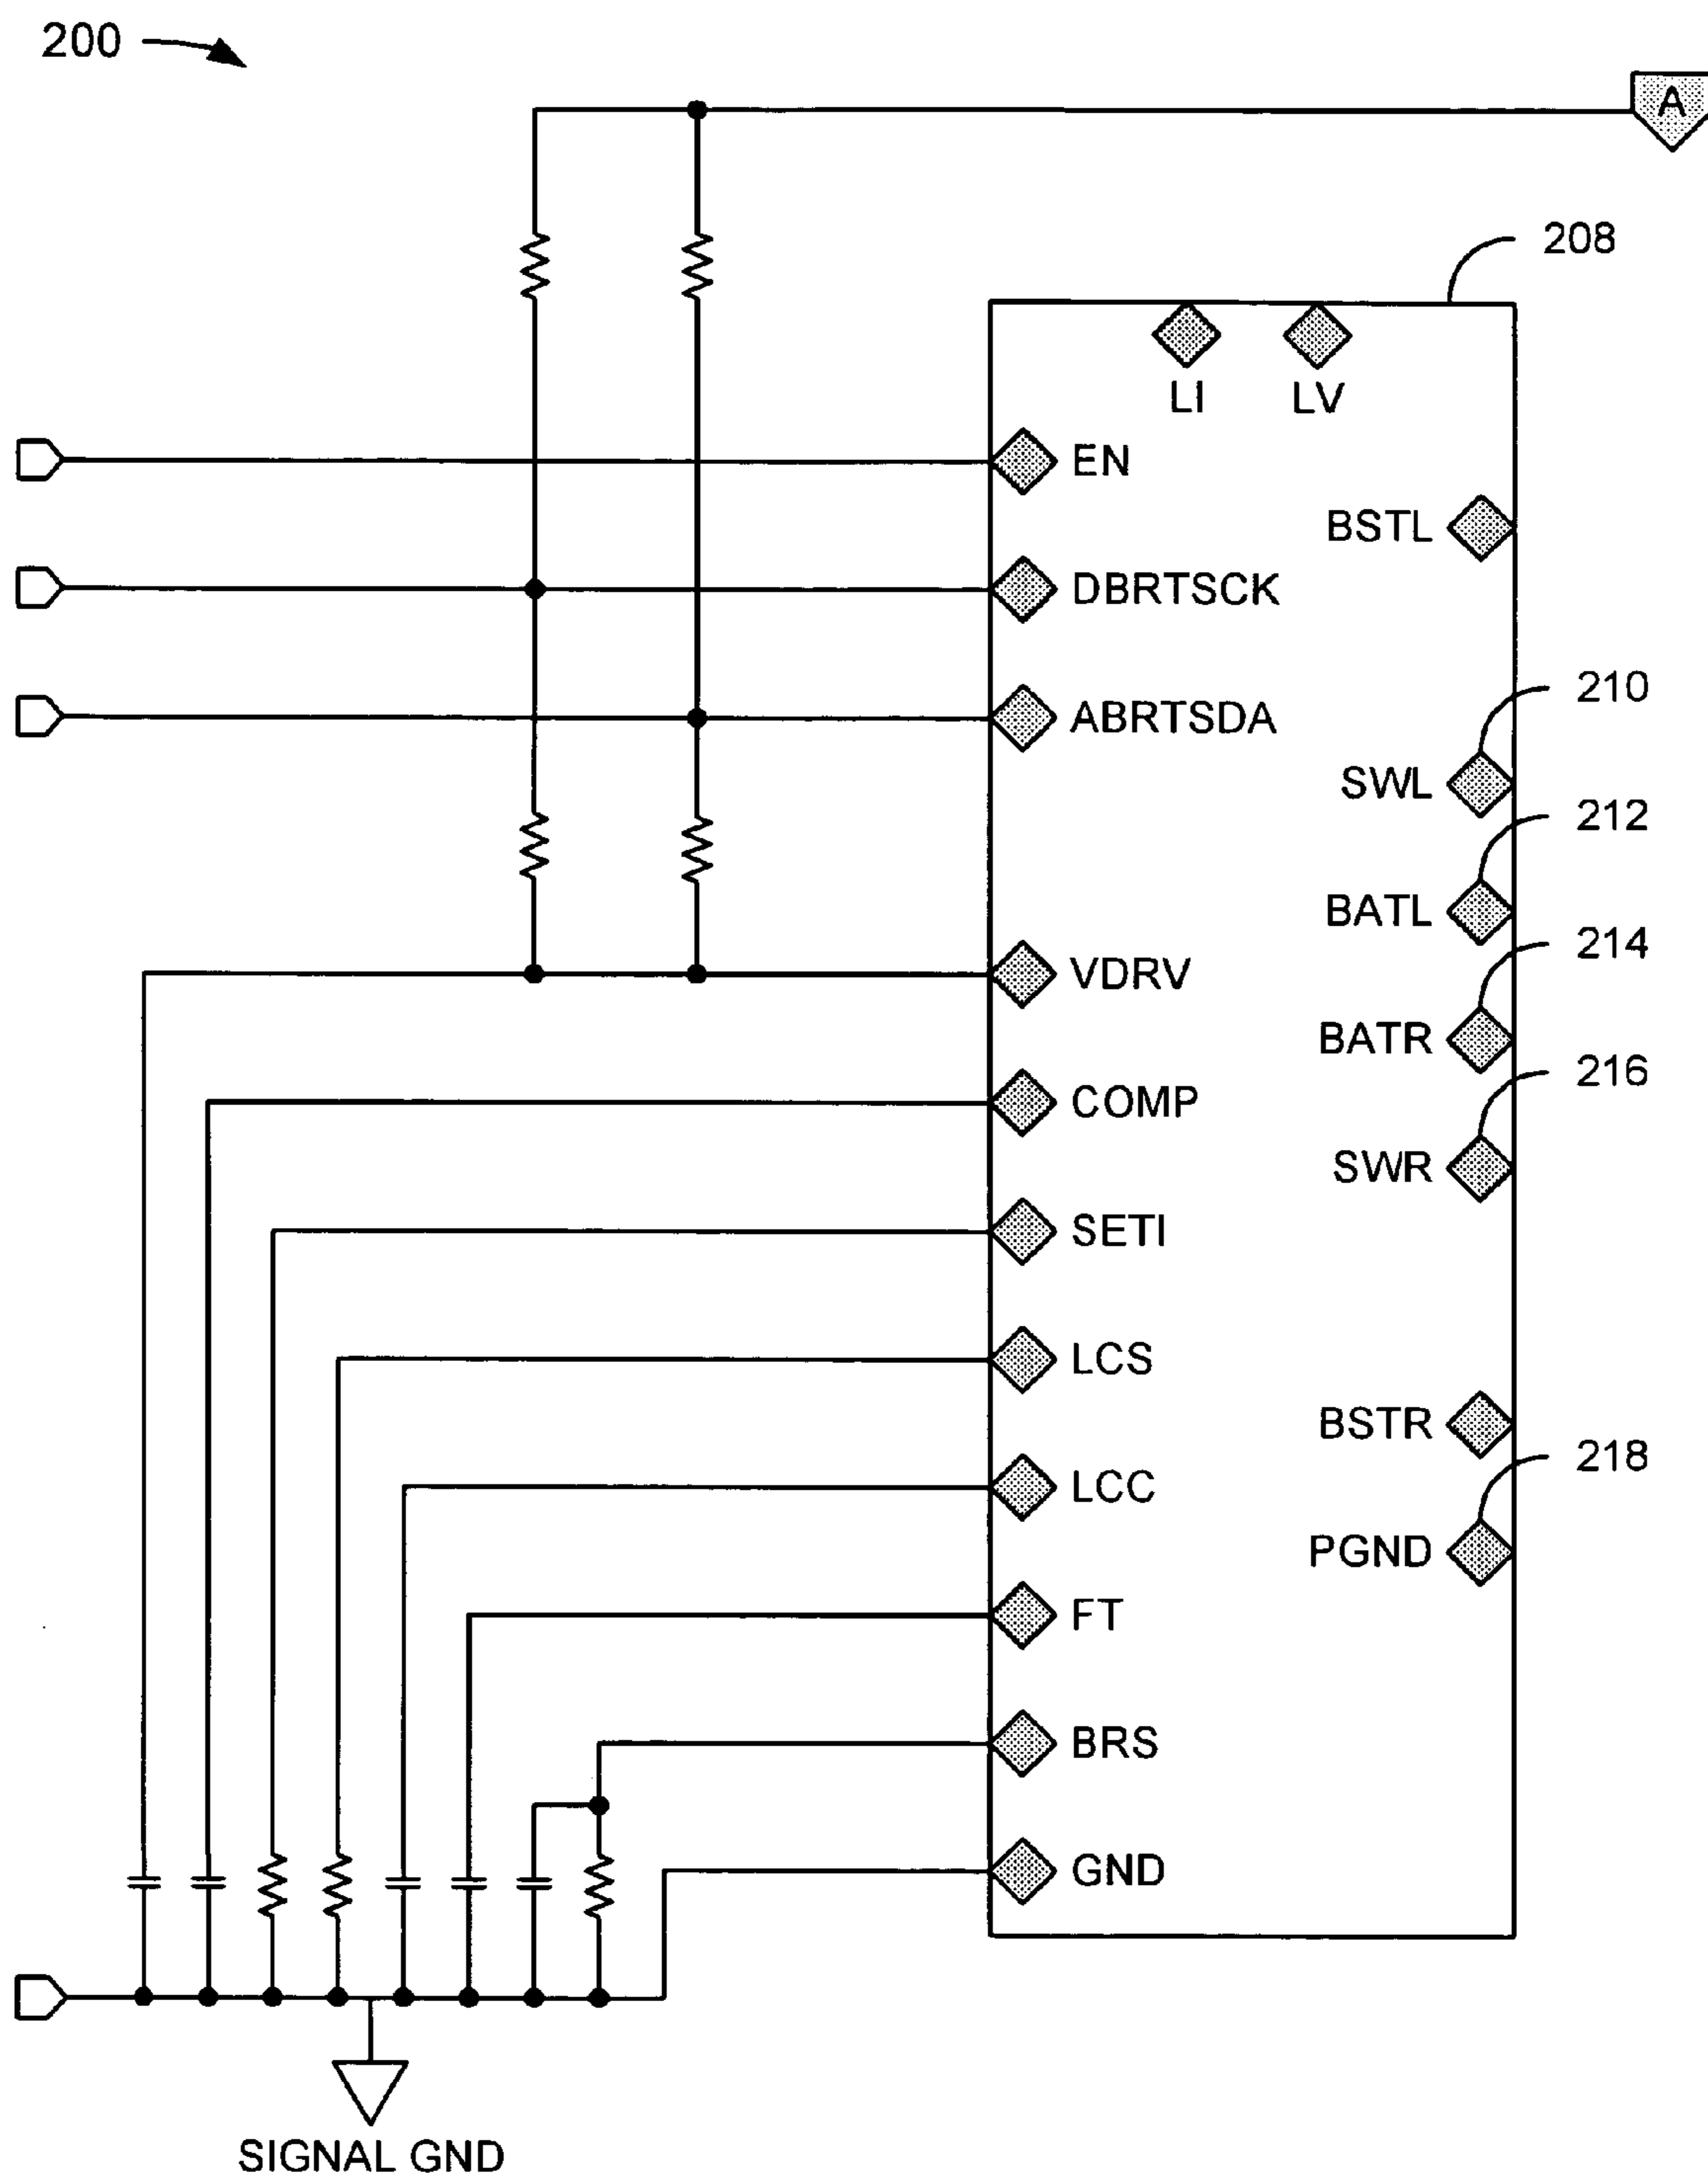 200
A
208
LI
LV
EN
BSTL
DBRTSCK
210
ABRTSDA
SWL
212
BATL
214
VDRV
BATR
216
COMP
SWR
SETI
LCS
BSTR
218
LCC
PGND
FT
BRS
GND
SIGNAL GND